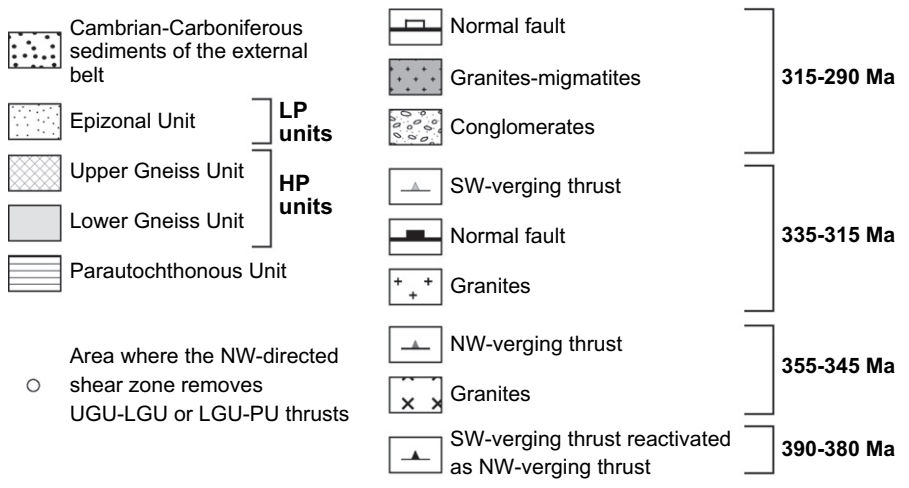 Cambrian-Carboniferous
sediments of the external
belt
Epizonal Unit
LP
units
Upper Gneiss Unit
HP
units
Lower Gneiss Unit
Parautochthonous Unit
Area where the NW-directed
shear zone removes
UGU-LGU or LGU-PU thrusts
Normal fault
Granites-migmatites
315-290 Ma
Conglomerates
SW-verging thrust
Normal fault
335-315 Ma
Granites
NW-verging thrust
355-345 Ma
Granites
SW-verging thrust reactivated
as NW-verging thrust
390-380 Ma